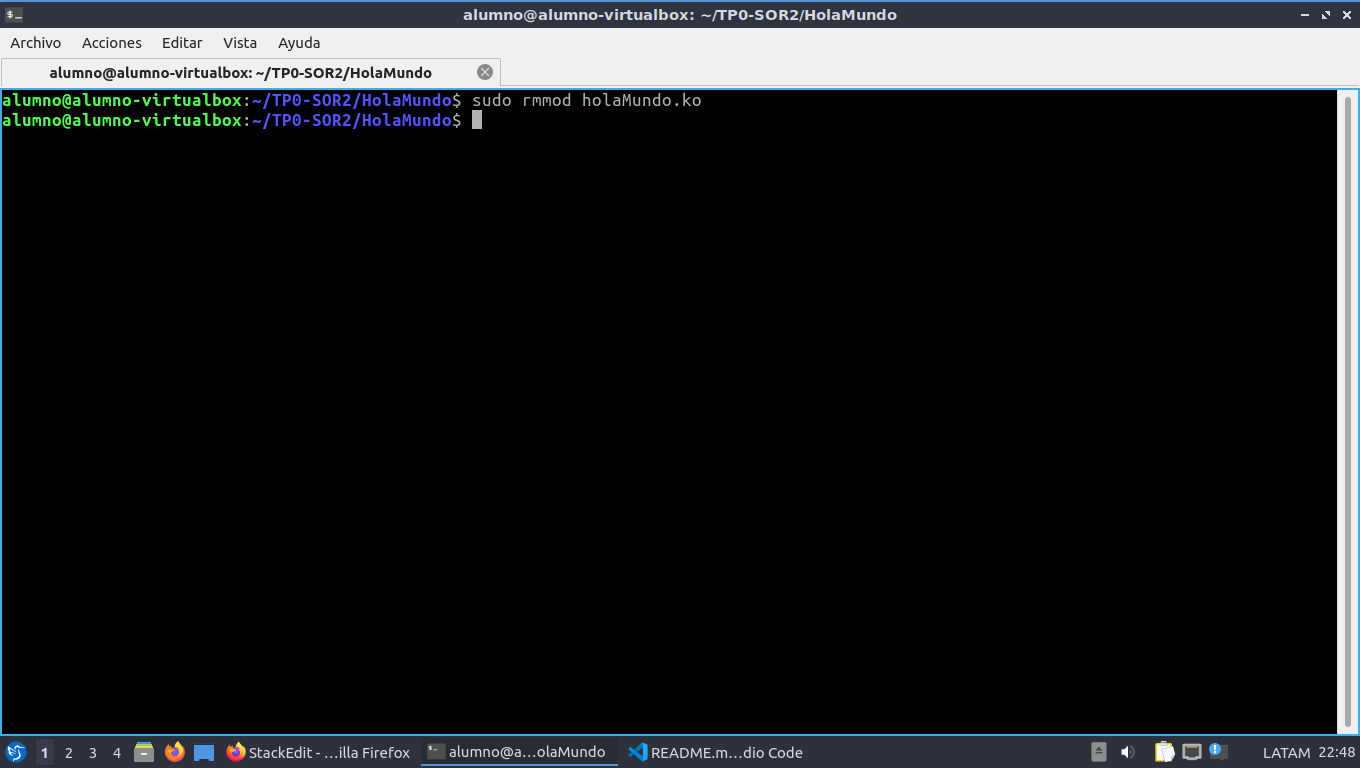 alumno@alumno-virtualbox: ~/TP0-SOR2/HolaMundo
Archivo Acciones Editar Vista Ayuda
alumno@alumno-virtualbox: ~/TP0-SOR2/HolaMundo
alumno@alumno-virtualbox:~/TP0-SOR2/HolaMundo$ sudo rmmod holaMundo.ko
alumno@alumno-virtualbox:~/TP0-SOR2/HolaMundo$
1 2 3 4 StackEdit - …illa Firefox alumno@a…olaMundo README.m…dio Code LATAM 22:48